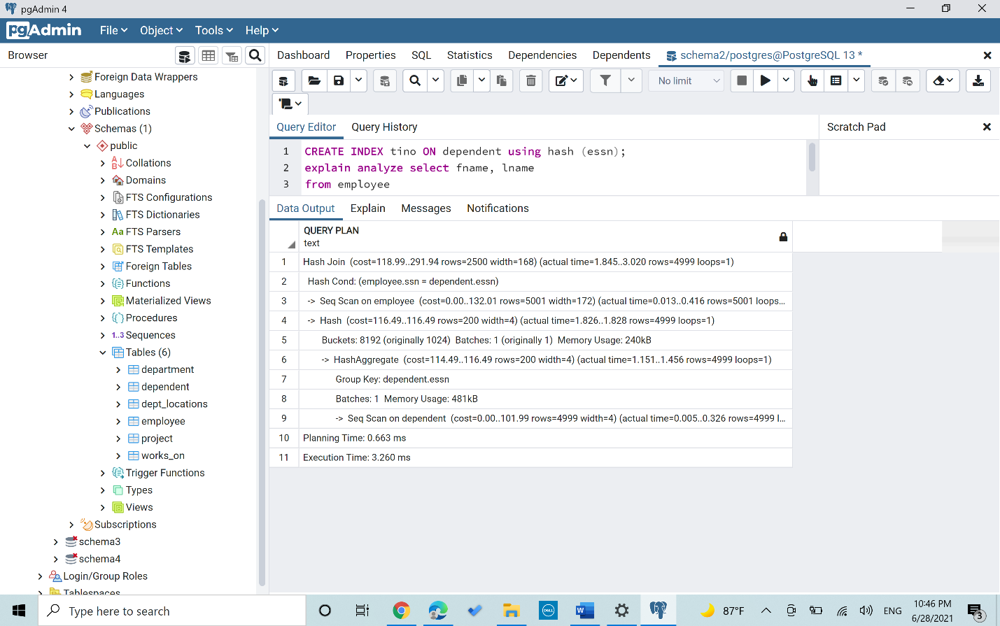 pgAdmin 4
pgAdmin File Object Tools Help
Browser
Dashboard Properties SQL Statistics Dependencies Dependents schema2/postgres@PostgreSQL 13 *
No limit
Foreign Data Wrappers
Languages
Publications
Schemas (1)
public
Collations
Domains
FTS Configurations
FTS Dictionaries
Aa FTS Parsers
FTS Templates
Foreign Tables
Functions
Materialized Views
Procedures
1..3 Sequences
Tables (6)
department
dependent
dept_locations
employee
project
works_on
Trigger Functions
Types
Views
Subscriptions
schema3
schema4
Login/Group Roles
Tablespaces
Query Editor Query History
Scratch Pad
1 CREATE INDEX tino ON dependent using hash (essn);
2 explain analyze select fname, lname
3 from employee
Data Output Explain Messages Notifications
QUERY PLAN
text
1 Hash Join (cost=118.99..291.94 rows=2500 width=168) (actual time=1.845..3.020 rows=4999 loops=1)
2 Hash Cond: (employee.ssn = dependent.essn)
3 -> Seq Scan on employee (cost=0.00..132.01 rows=5001 width=172) (actual time=0.013..0.416 rows=5001 loops...
4 -> Hash (cost=116.49..116.49 rows=200 width=4) (actual time=1.826..1.828 rows=4999 loops=1)
5 Buckets: 8192 (originally 1024) Batches: 1 (originally 1) Memory Usage: 240kB
6 -> HashAggregate (cost=114.49..116.49 rows=200 width=4) (actual time=1.151..1.456 rows=4999 loops=1)
7 Group Key: dependent.essn
8 Batches: 1 Memory Usage: 481kB
9 -> Seq Scan on dependent (cost=0.00..101.99 rows=4999 width=4) (actual time=0.005..0.326 rows=4999 l...
10 Planning Time: 0.663 ms
11 Execution Time: 3.260 ms
Type here to search
DELL
W
87°F
ENG
10:46 PM
6/28/2021
3